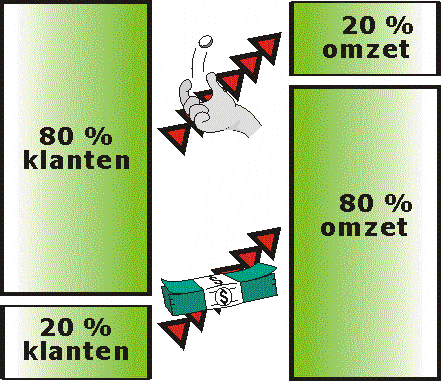 80 %
klanten
20 %
klanten
20 %
omzet
80 %
omzet
$
$